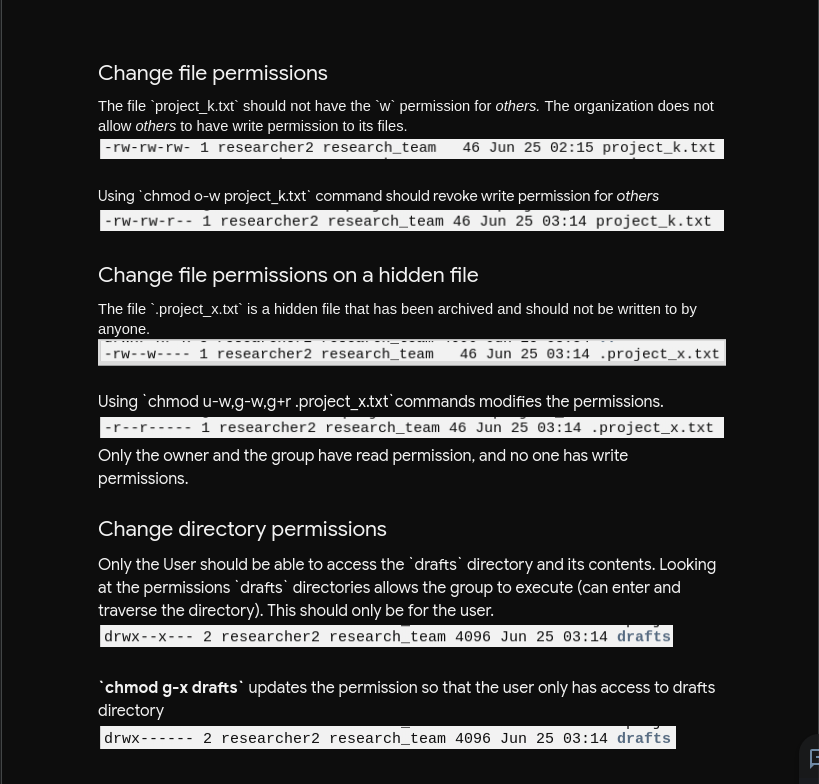 Change file permissions
The file `project_k.txt` should not have the `w` permission for others. The organization does not
allow others to have write permission to its files.
-rw-rw-rw- 1 researcher2 research_team   46 Jun 25 02:15 project_k.txt
Using `chmod o-w project_k.txt` command should revoke write permission for others
-rw-rw-r-- 1 researcher2 research_team 46 Jun 25 03:14 project_k.txt
Change file permissions on a hidden file
The file `.project_x.txt` is a hidden file that has been archived and should not be written to by
anyone.
-rw--w---- 1 researcher2 research_team   46 Jun 25 03:14 .project_x.txt
Using `chmod u-w,g-w,g+r .project_x.txt`commands modifies the permissions.
-r--r----- 1 researcher2 research_team 46 Jun 25 03:14 .project_x.txt
Only the owner and the group have read permission, and no one has write
permissions.
Change directory permissions
Only the User should be able to access the `drafts` directory and its contents. Looking
at the permissions `drafts` directories allows the group to execute (can enter and
traverse the directory). This should only be for the user.
drwx--x--- 2 researcher2 research_team 4096 Jun 25 03:14 drafts
`chmod g-x drafts` updates the permission so that the user only has access to drafts
directory
drwx------ 2 researcher2 research_team 4096 Jun 25 03:14 drafts